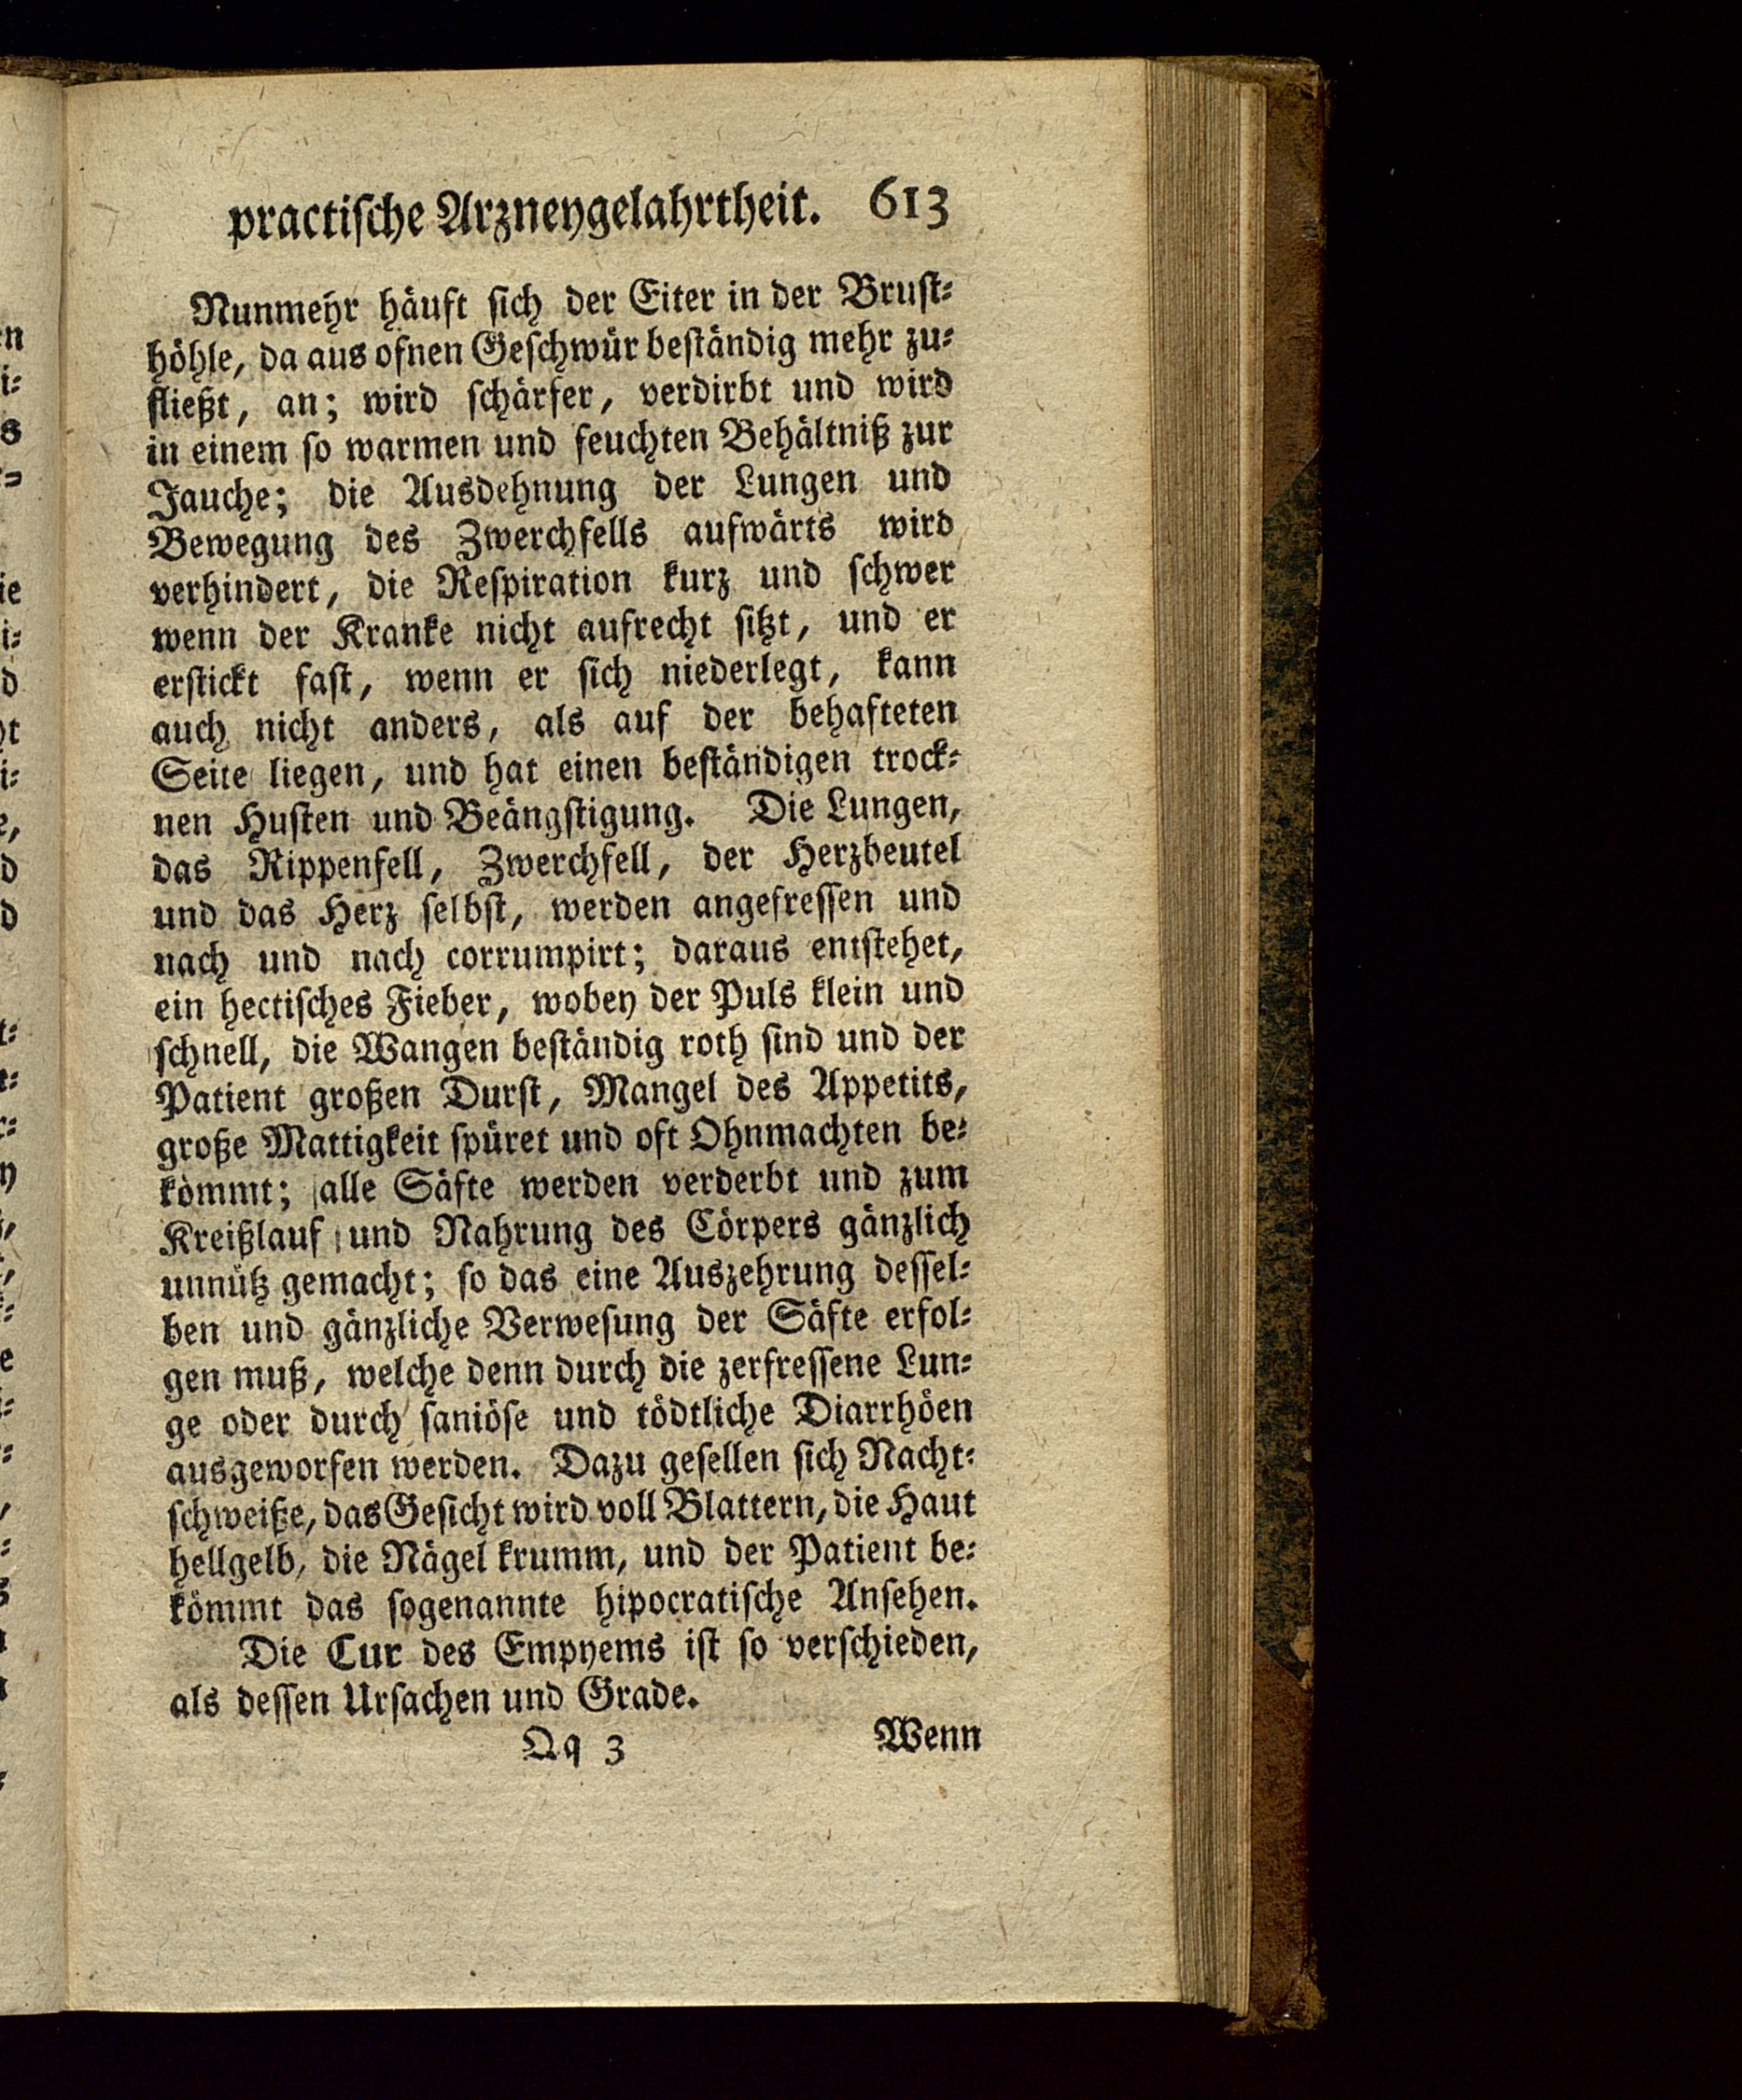 practische Arzneygelahrtheit. 613
Nunmehr häuft sich der Eiter in der Brust-
höhle, da aus ofnen Geschwür beständig mehr zu-
fließt, an; wird schärfer, verdirbt und wird
in einem so warmen und feuchten Behältniß zur
Jauche; die Ausdehnung der Lungen und
Bewegung des Zwerchfells aufwärts wird
verhindert, die Respiration kurz und schwer
wenn der Kranke nicht aufrecht sitzt, und er
erstickt fast, wenn er sich niederlegt, kann
auch nicht anders, als auf der behafteten
Seite liegen, und hat einen beständigen trock-
nen Husten und Beängstigung. Die Lungen,
das Rippenfell, Zwerchfell, der Herzbeutel
und das Herz selbst, werden angefressen und
nach und nach corrumpirt; daraus entstehet,
ein hectisches Fieber, wobey der Puls klein und
schnell, die Wangen beständig roth sind und der
Patient großen Durst, Mangel des Appetits,
große Mattigkeit spüret und oft Ohnmachten be-
kömmt; alle Säfte werden verderbt und zum
Kreißlauf und Nahrung des Cörpers gänzlich
unnütz gemacht; so das eine Auszehrung dessel-
ben und gänzliche Verwesung der Säfte erfol-
gen muß, welche denn durch die zerfressene Lun-
ge oder durch saniöse und tödtliche Diarrhöen
ausgeworfen werden. Dazu gesellen sich Nacht-
schweiße, das Gesicht wird voll Blattern, die Haut
hellgelb, die Nägel krumm, und der Patient be-
kömmt das sogenannte hipocratische Ansehen.
Die Cur des Empyems ist so verschieden,
als dessen Ursachen und Grade.
Qq 3 Wenn